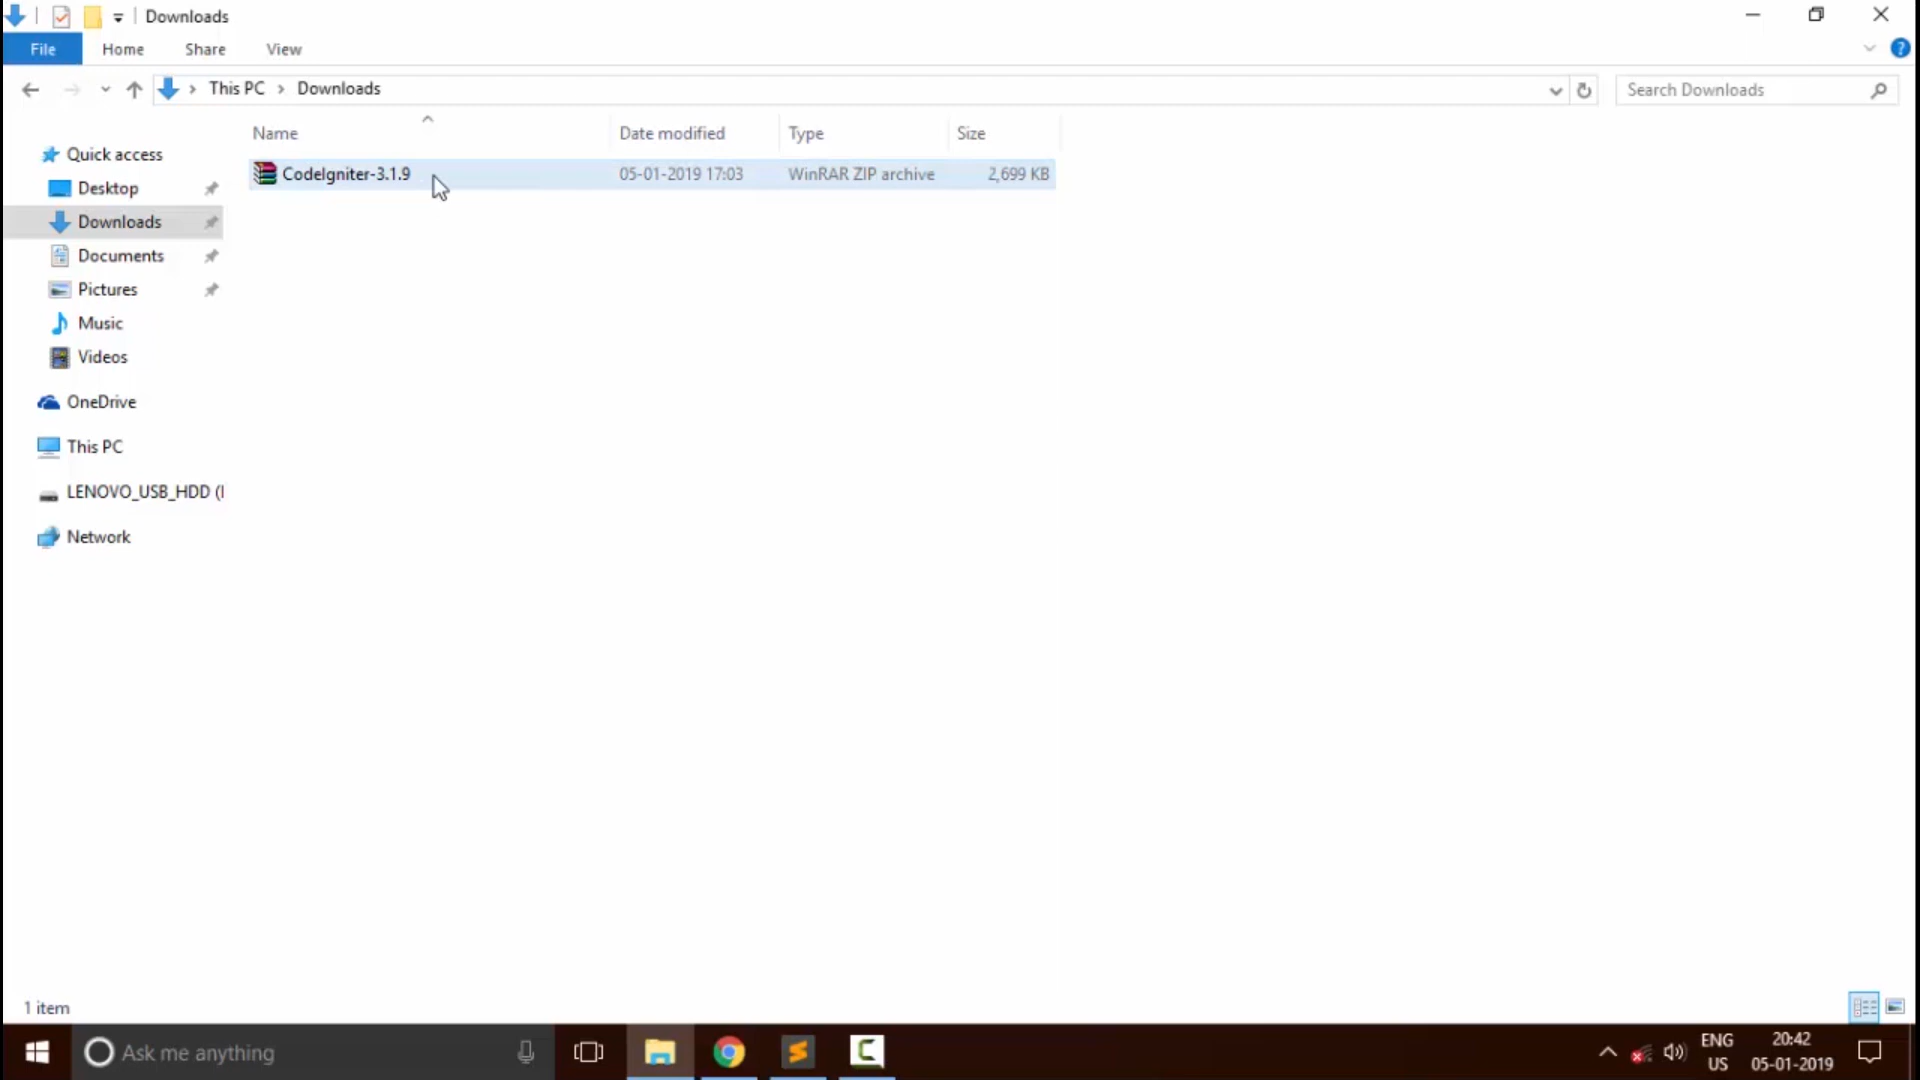 Downloads
File Home Share View
This PC Downloads
Search Downloads
Name Date modified Type Size
CodeIgniter-3.1.9 05-01-2019 17:03 WinRAR ZIP archive 2,699 KB
Quick access
Desktop
Downloads
Documents
Pictures
Music
Videos
OneDrive
This PC
LENOVO_USB_HDD (
Network
1 item
Ask me anything
ENG 20:42
US 05-01-2019